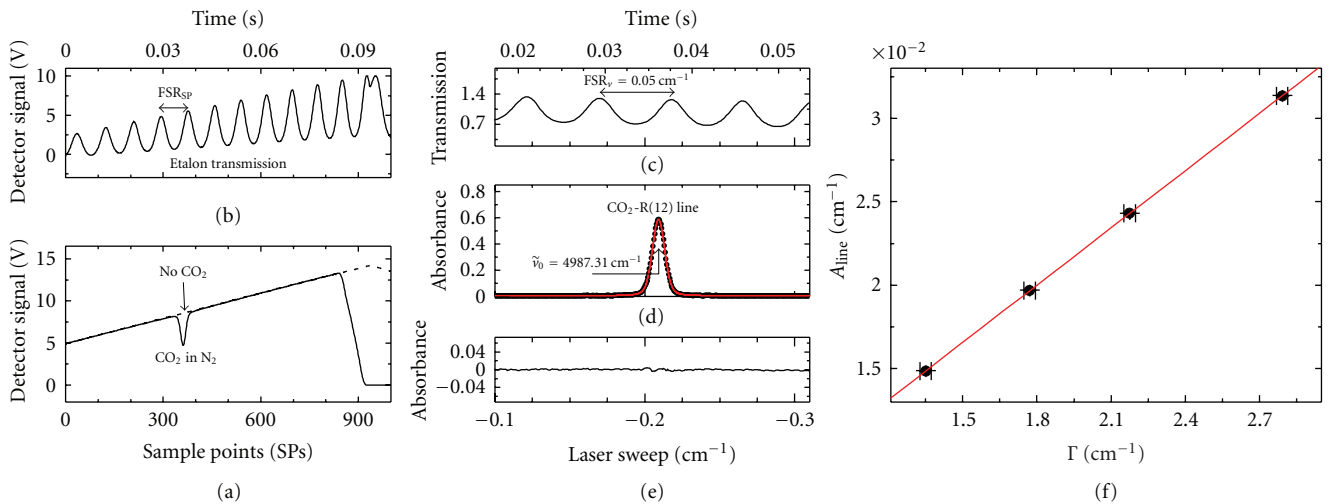 Time (s)
0 0.03 0.06 0.09
Detector signal (V)
10
5
0
FSR_SP
Etalon transmission
(b)
Detector signal (V)
15
10
5
0
No CO₂
CO₂ in N₂
0 300 600 900
Sample points (SPs)
(a)
Time (s)
0.02 0.03 0.04 0.05
Transmission
1.4
0.7
FSRᵥ = 0.05 cm⁻¹
(c)
Absorbance
0.8
0.6
0.4
0.2
0
CO₂-R(12) line
ṽ₀ = 4987.31 cm⁻¹
(d)
Absorbance
0.04
0
−0.04
−0.1 −0.2 −0.3
Laser sweep (cm⁻¹)
(e)
×10⁻²
A_line (cm⁻¹)
3
2.5
2
1.5
1.5 1.8 2.1 2.4 2.7
Γ (cm⁻¹)
(f)